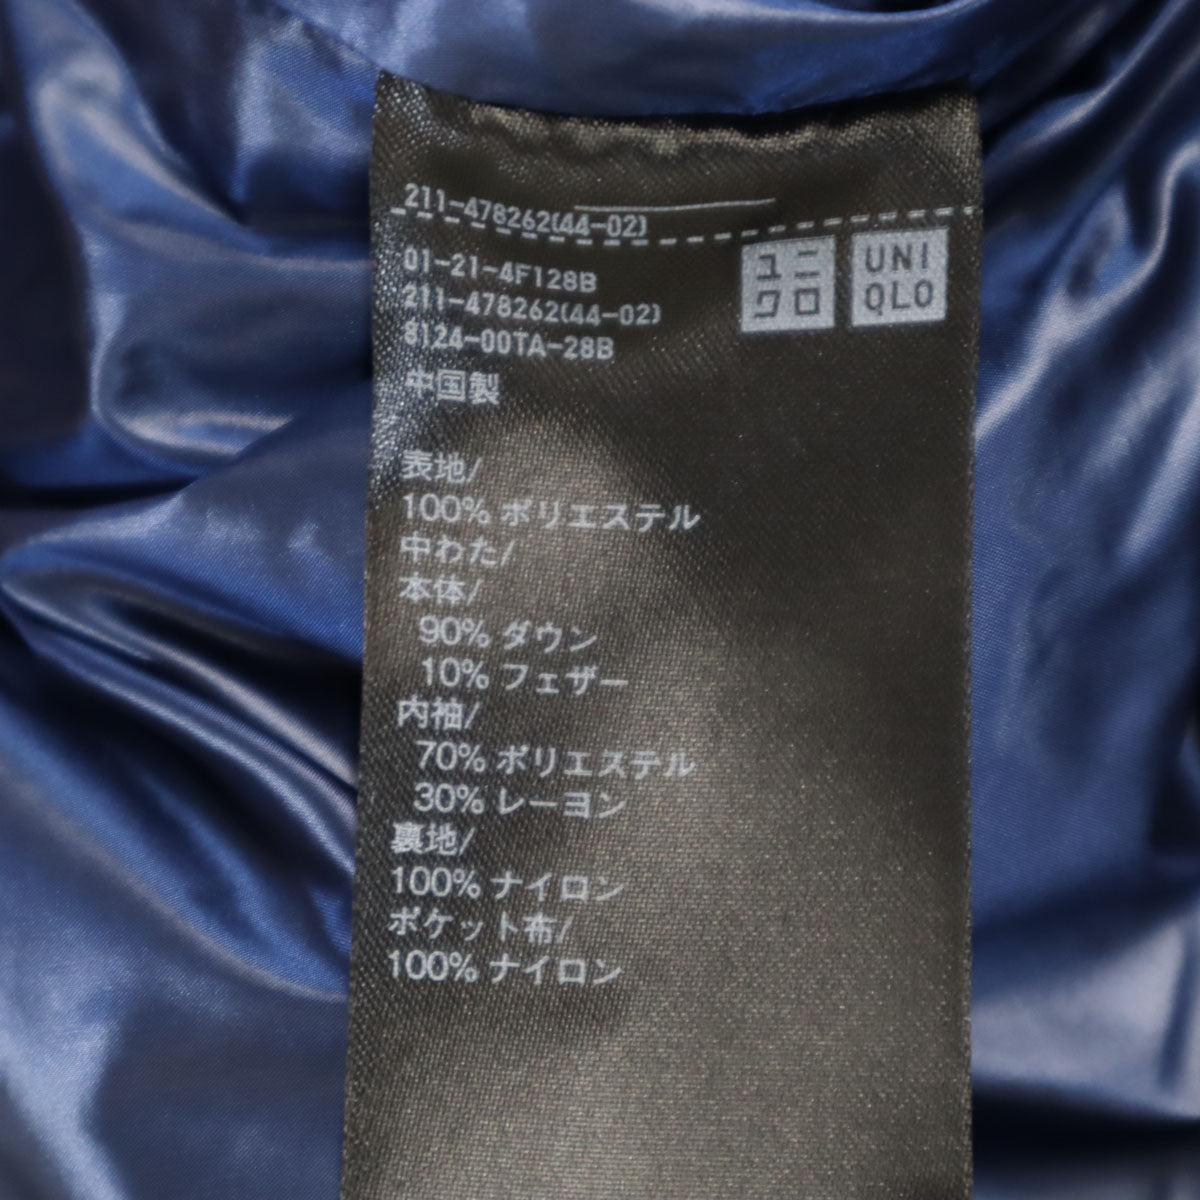 211-478262(44-02)
01-21-4F128B
211-478262(44-02)
8124-00TA-28B
中国製
ユニ
クロ
UNI
QLO
表地/
100% ポリエステル
中わた/
本体/
90% ダウン
10% フェザー
内袖/
70% ポリエステル
30% レーヨン
裏地/
100% ナイロン
ポケット布/
100% ナイロン